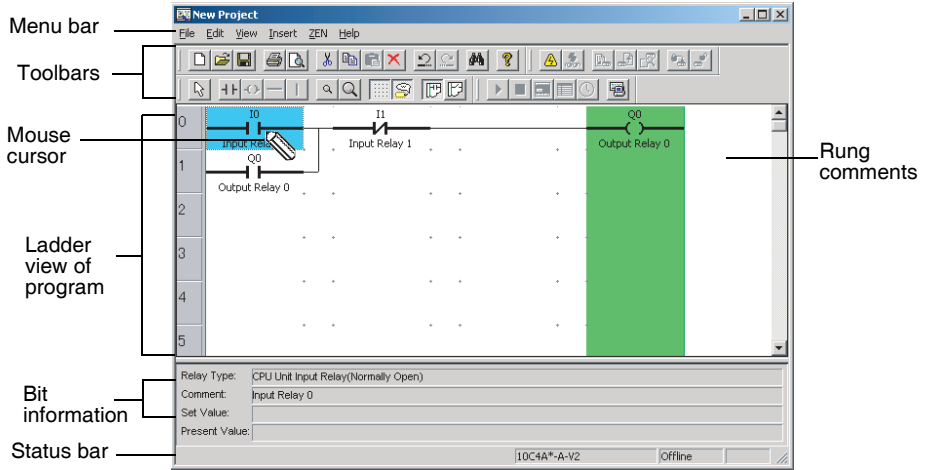 New Project
Menu bar
File Edit View Insert ZEN Help
Toolbars
Mouse
cursor
Ladder
view of
program
Rung
comments
0
I0
Input Relay
I1
Input Relay 1
Q0
Output Relay 0
1
Q0
Output Relay 0
2
3
4
5
Bit
information
Relay Type: CPU Unit Input Relay(Normally Open)
Comment: Input Relay 0
Set Value:
Present Value:
Status bar
10C4A*-A-V2 Offline